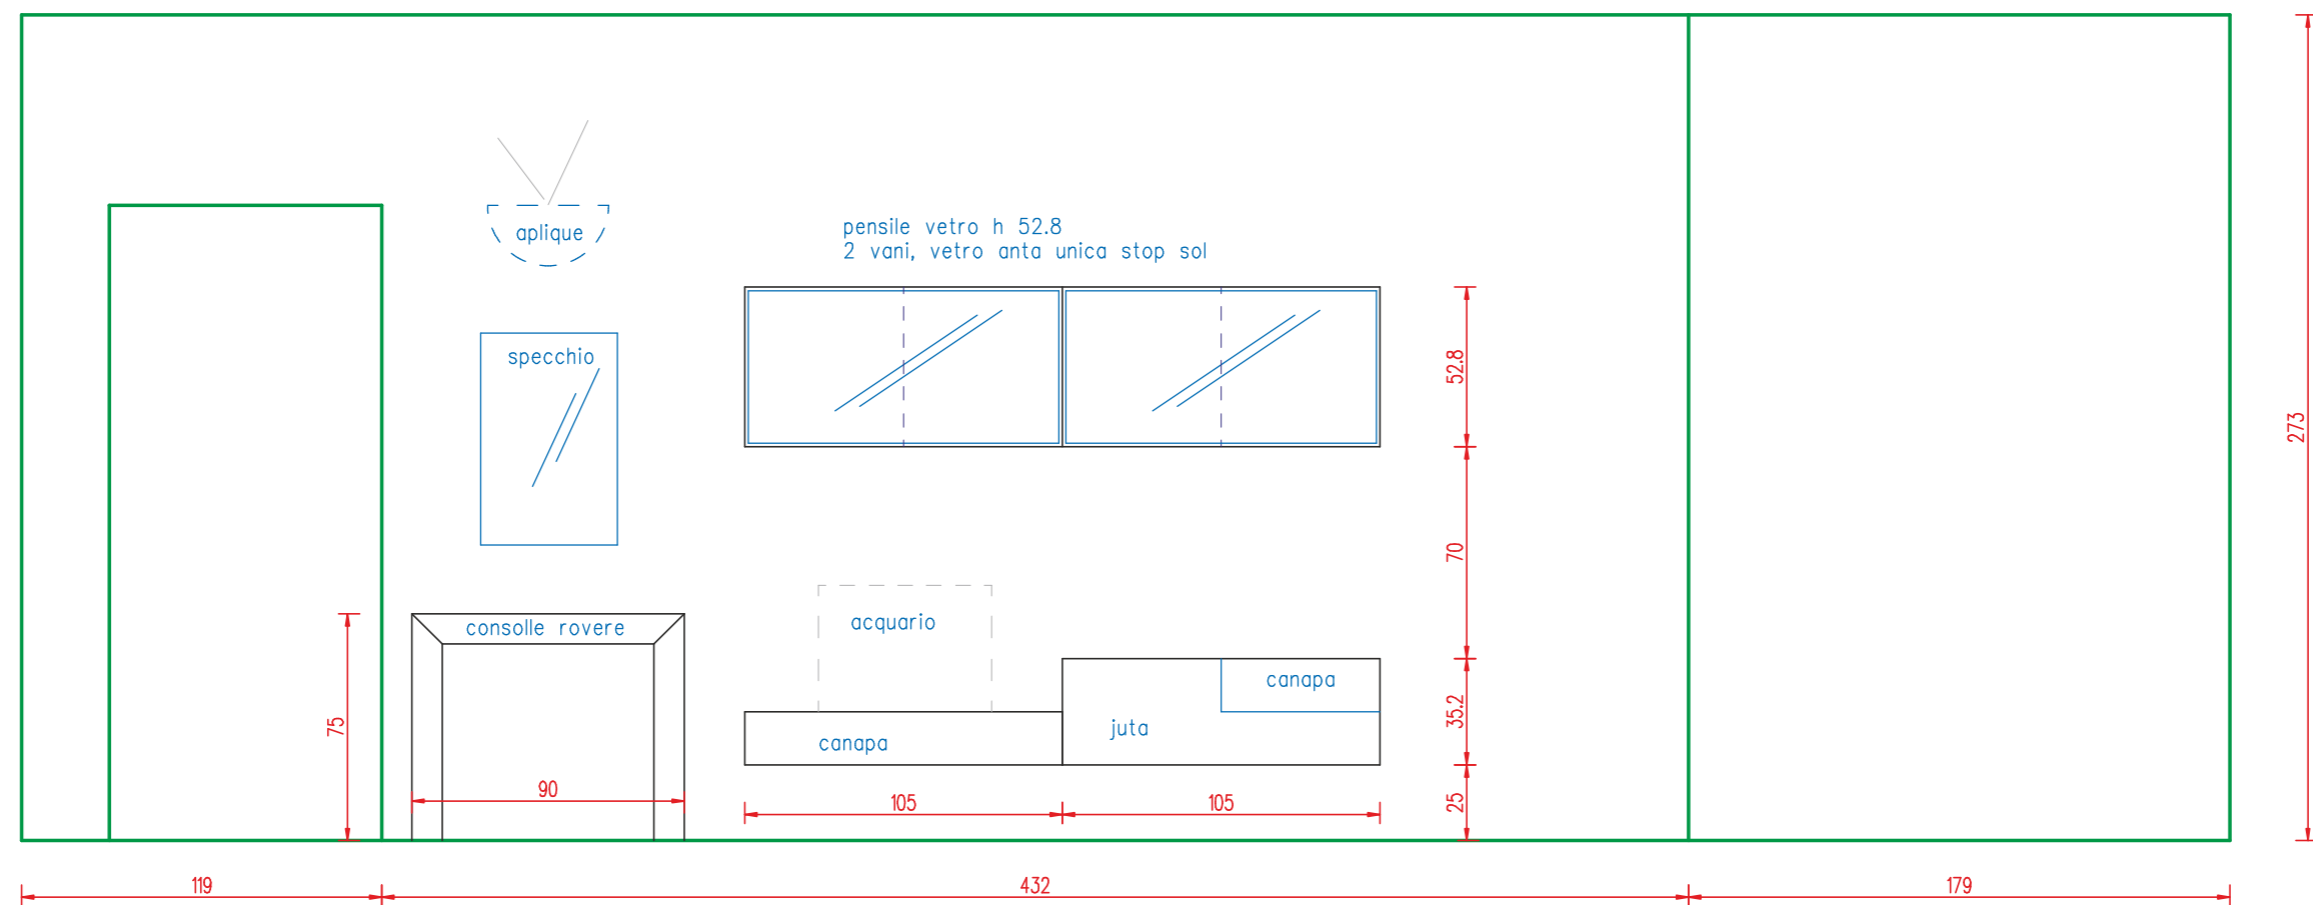 aplique
pensile vetro h 52.8
2 vani, vetro anta unica stop sol
specchio
52.8
273
70
acquario
consolle rovere
canapa
35.2
juta
75
canapa
90
105
105
25
119
432
179